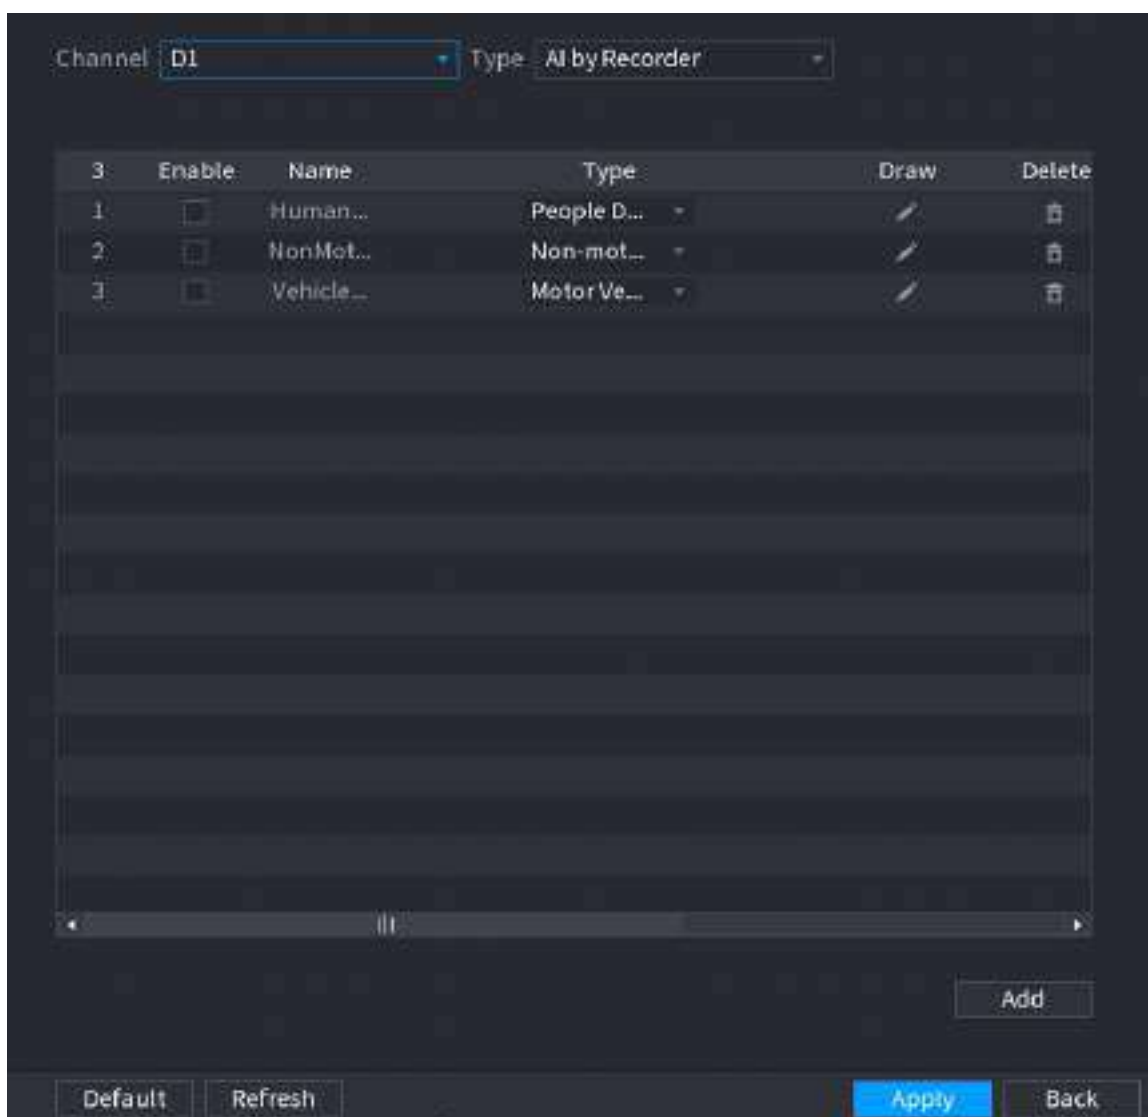 Channel D1 Type AI by Recorder
3 Enable Name Type Draw Delete
1 Human... People D...
2 NonMot... Non-mot...
3 Vehicle... Motor Ve...
Add
Default Refresh Apply Back